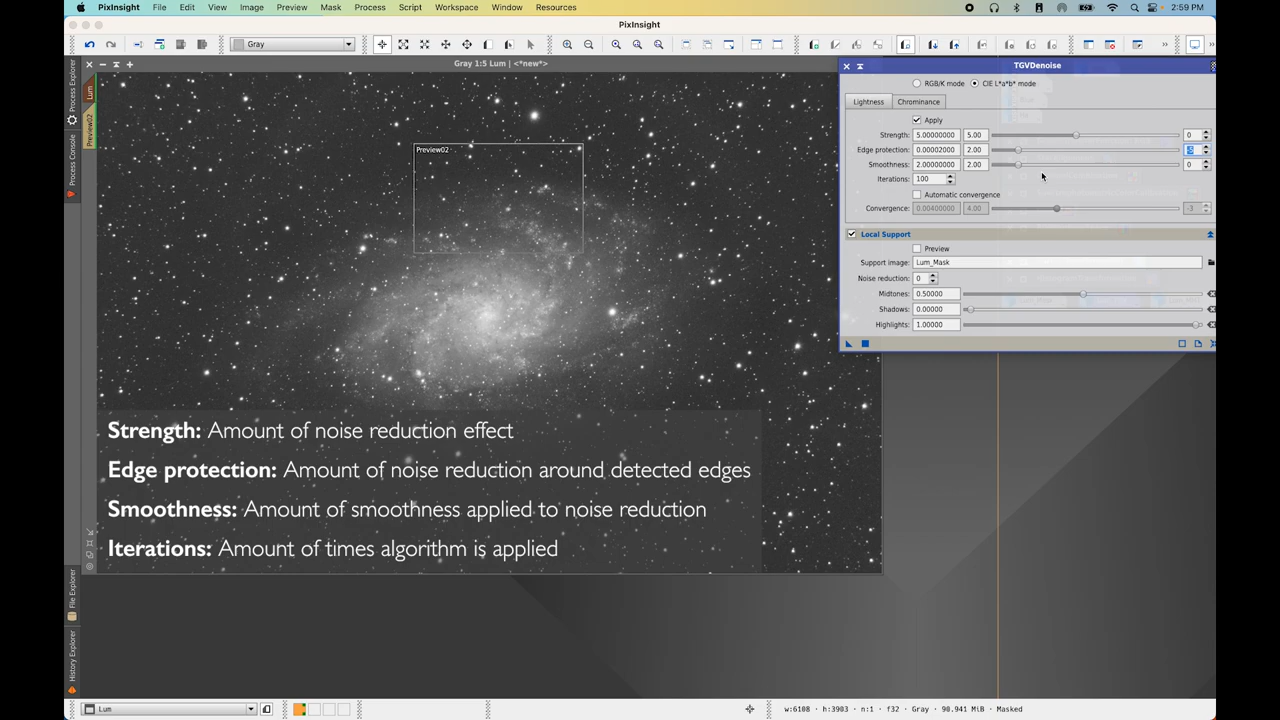 PixInsight File Edit View Image Preview Mask Process Script Workspace Window Resources 2:59 PM
PixInsight
Gray
Gray 1:5 Lum | <*new*>
Process Explorer
Process Console
File Explorer
History Explorer
Lum
Preview02
Preview02
TGVDenoise
RGB/K mode CIE L*a*b* mode
Lightness Chrominance
Apply
Strength: 5.00000000 5.00 0
Edge protection: 0.00002000 2.00 -5
Smoothness: 2.00000000 2.00 0
Iterations: 100
Automatic convergence
Convergence: 0.00400000 4.00 -3
Local Support
Preview
Support image: Lum_Mask
Noise reduction: 0
Midtones: 0.50000
Shadows: 0.00000
Highlights: 1.00000
Strength: Amount of noise reduction effect
Edge protection: Amount of noise reduction around detected edges
Smoothness: Amount of smoothness applied to noise reduction
Iterations: Amount of times algorithm is applied
Lum
w:6108 · h:3903 · n:1 · f32 · Gray · 90.941 MiB · Masked